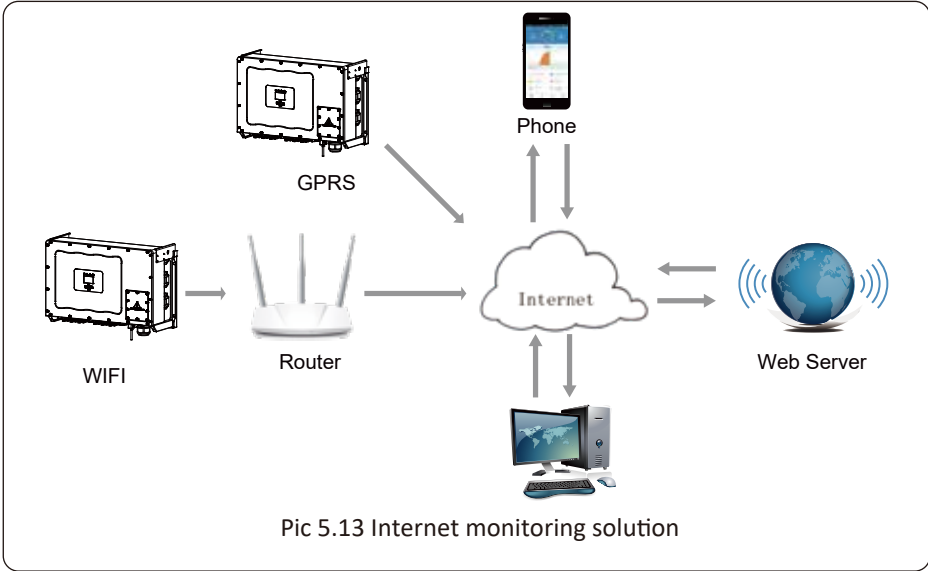 Phone
GPRS
Internet
WIFI
Router
Web Server
Pic 5.13 Internet monitoring solution